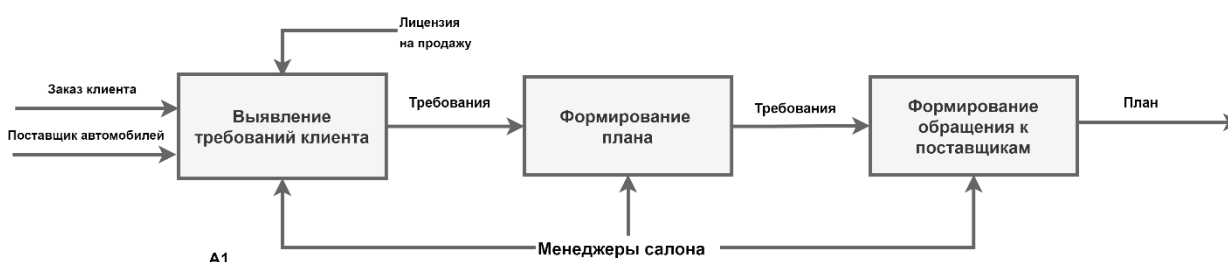 Лицензия
на продажу
Заказ клиента
Поставщик автомобилей
Выявление
требований клиента
Требования
Формирование
плана
Требования
Формирование
обращения к
поставщикам
План
Менеджеры салона
А1